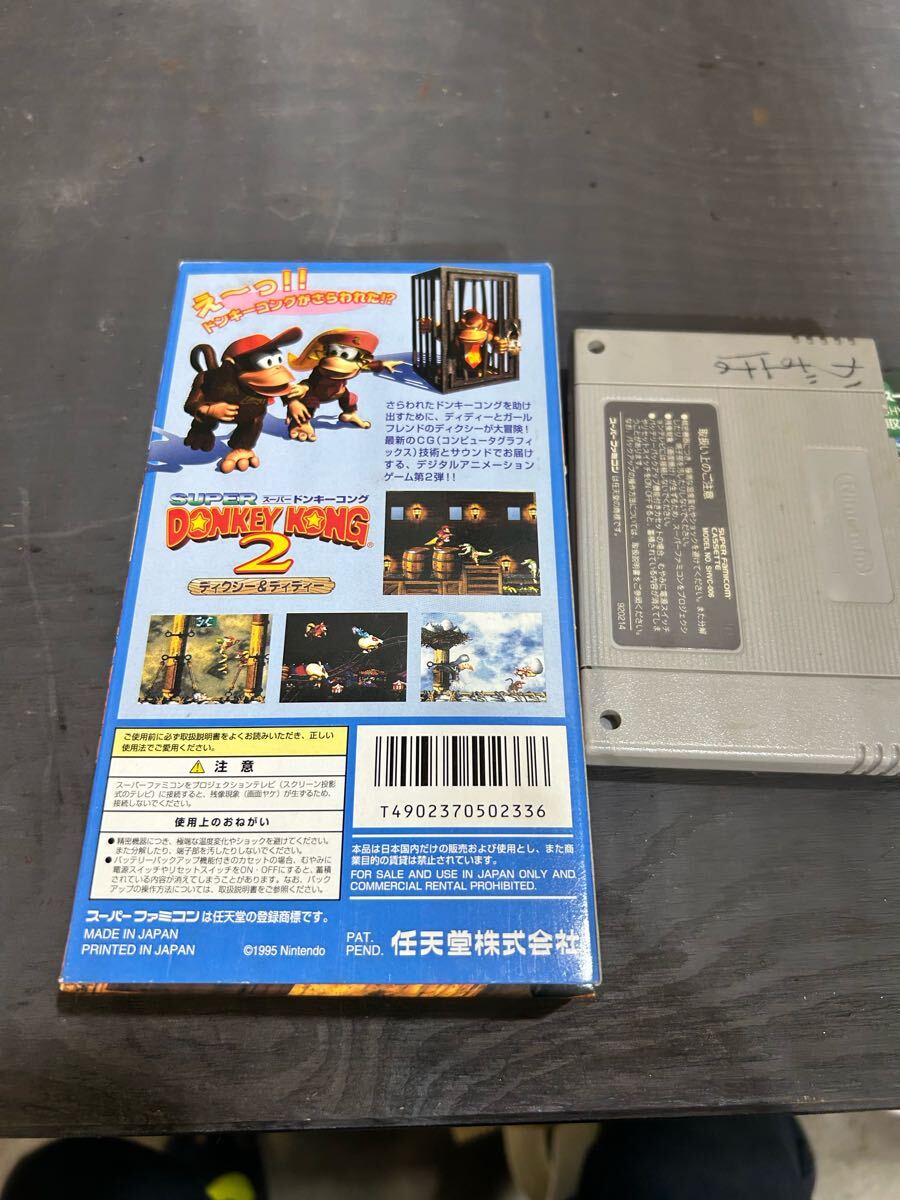 え〜っ!!
ドンキーコングがさらわれた!?
さらわれたドンキーコングを助け
出すために、ディディーとガール
フレンドのディクシーが大冒険!
最新のCG(コンピュータグラフィ
ックス)技術とサウンドでお届け
する、デジタルアニメーション
ゲーム第2弾!!
SUPER スーパードンキーコング
DONKEY KONG
2
ディクシー&ディディー
ご使用前に必ず取扱説明書をよくお読みいただき、正しい
使用法でご愛用ください。
注意
スーパーファミコンをプロジェクションテレビ(スクリーン投影
式のテレビ)に接続すると、残像現象(画面ヤケ)が生ずるため、
接続しないでください。
使用上のおねがい
●精密機器につき、極端な温度変化やショックを避けてください。
また分解したり、端子部を汚したりしないでください。
●バッテリーバックアップ機能付きのカセットの場合、むやみに
電源スイッチやリセットスイッチをON・OFFにすると、蓄積
されている内容が消えてしまうことがあります。なお、バック
アップの操作方法については、取扱説明書をご参照ください。
T4902370502336
本品は日本国内だけの販売および使用とし、また商
業目的の賃貸は禁止されています。
FOR SALE AND USE IN JAPAN ONLY AND
COMMERCIAL RENTAL PROHIBITED.
スーパーファミコンは任天堂の登録商標です。
MADE IN JAPAN
PRINTED IN JAPAN
©1995 Nintendo
PAT.
PEND.
任天堂株式会社
SUPER FAMICOM
CASSETTE
MODEL NO. SHVC-006
取扱い上のご注意
スーパーファミコンは任天堂の商標です。
920214
Nintendo